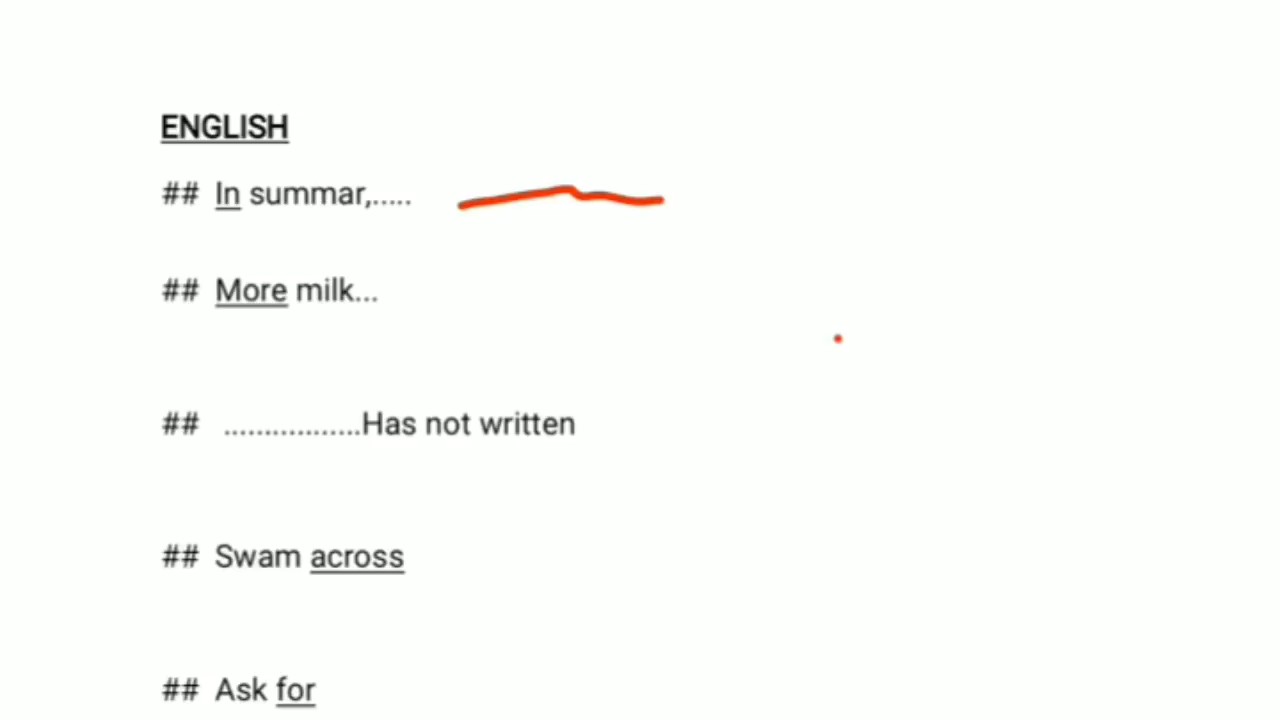 ENGLISH
## In summar,.....
## More milk...
## .................Has not written
## Swam across
## Ask for